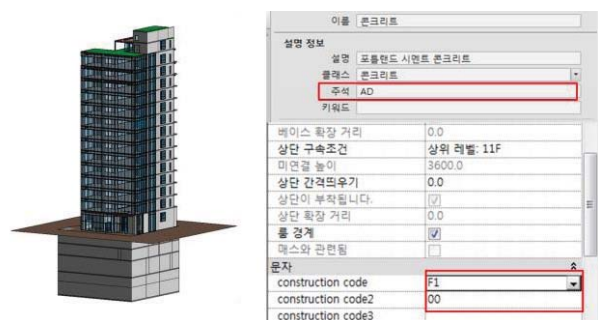 이름 콘크리트
설명 정보
설명 포틀랜드 시멘트 콘크리트
클래스 콘크리트
주석 AD
키워드
베이스 확장 거리 0.0
상단 구속조건 상위 레벨: 11F
미연결 높이 3600.0
상단 간격띄우기 0.0
상단이 부착됩니다.
상단 확장 거리 0.0
룸 경계
매스와 관련됨
문자
construction code F1
construction code2 00
construction code3